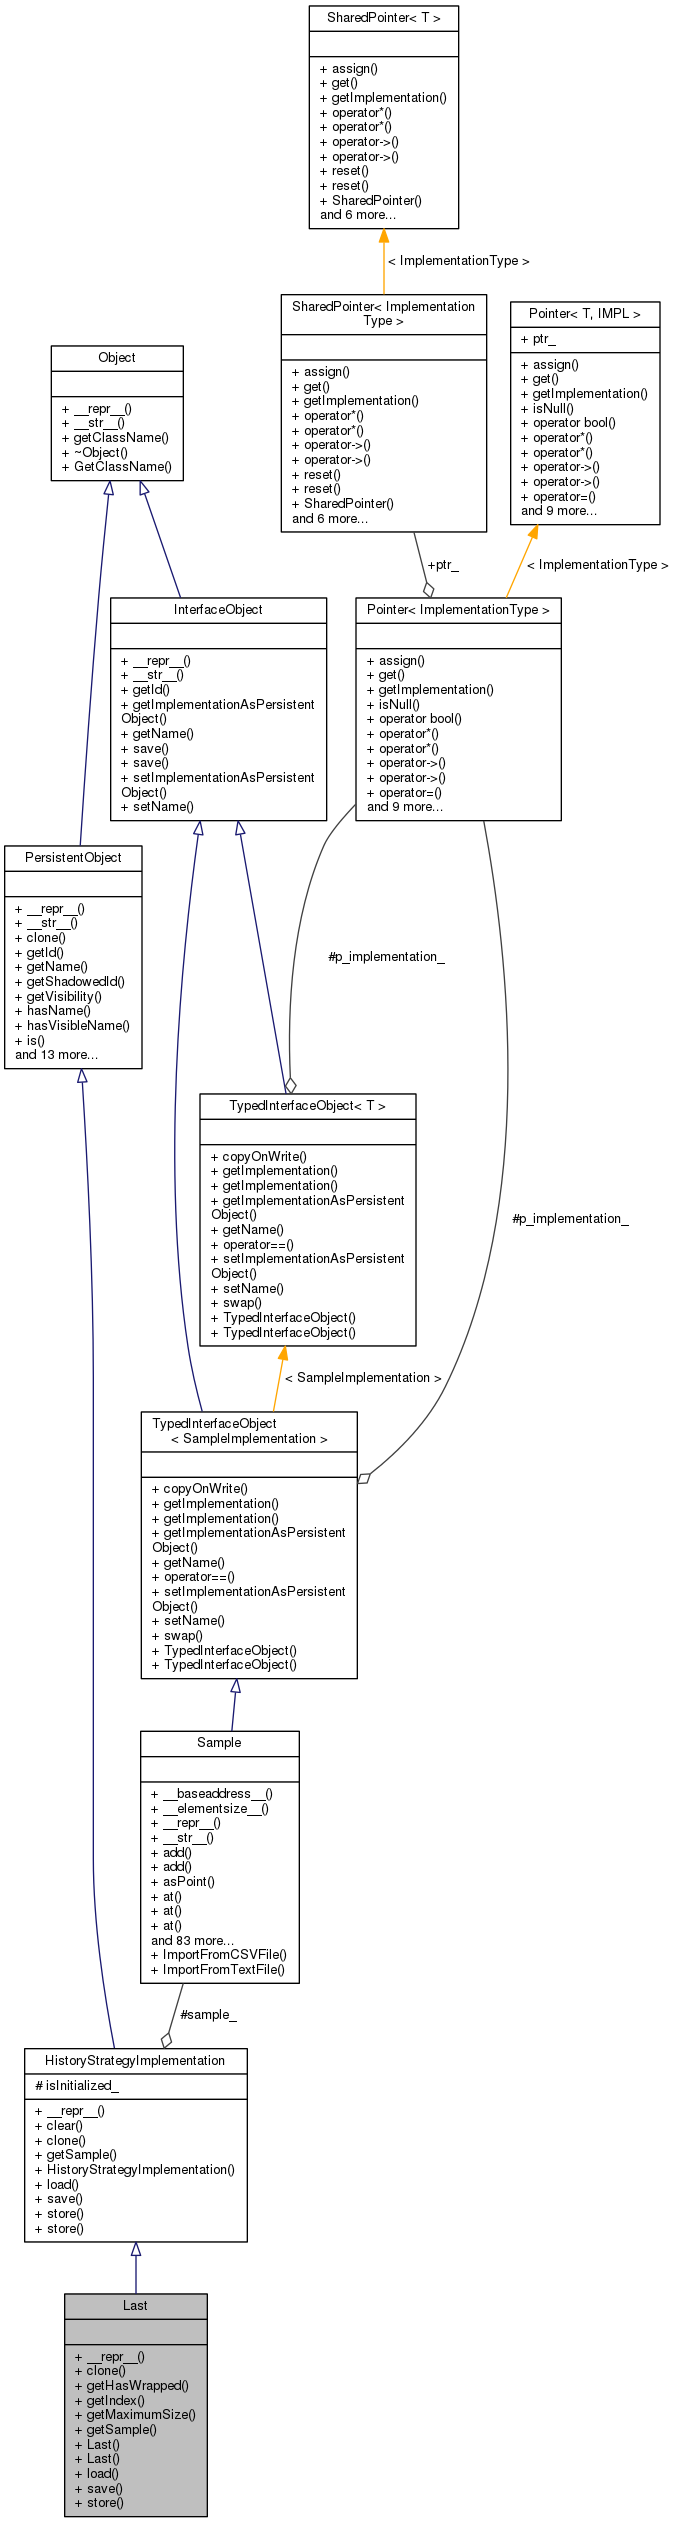 SharedPointer< T >
+ assign()
+ get()
+ getImplementation()
+ operator*()
+ operator*()
+ operator->()
+ operator->()
+ reset()
+ reset()
+ SharedPointer()
and 6 more...
< ImplementationType >
SharedPointer< Implementation
Type >
+ assign()
+ get()
+ getImplementation()
+ operator*()
+ operator*()
+ operator->()
+ operator->()
+ reset()
+ reset()
+ SharedPointer()
and 6 more...
Pointer< T, IMPL >
+ ptr_
+ assign()
+ get()
+ getImplementation()
+ isNull()
+ operator bool()
+ operator*()
+ operator*()
+ operator->()
+ operator->()
+ operator=()
and 9 more...
Object
+ __repr__()
+ __str__()
+ getClassName()
+ ~Object()
+ GetClassName()
+ptr_
< ImplementationType >
InterfaceObject
+ __repr__()
+ __str__()
+ getId()
+ getImplementationAsPersistent
Object()
+ getName()
+ save()
+ save()
+ setImplementationAsPersistent
Object()
+ setName()
Pointer< ImplementationType >
+ assign()
+ get()
+ getImplementation()
+ isNull()
+ operator bool()
+ operator*()
+ operator*()
+ operator->()
+ operator->()
+ operator=()
and 9 more...
PersistentObject
+ __repr__()
+ __str__()
+ clone()
+ getId()
+ getName()
+ getShadowedId()
+ getVisibility()
+ hasName()
+ hasVisibleName()
+ is()
and 13 more...
#p_implementation_
TypedInterfaceObject< T >
+ copyOnWrite()
+ getImplementation()
+ getImplementation()
+ getImplementationAsPersistent
Object()
+ getName()
+ operator==()
+ setImplementationAsPersistent
Object()
+ setName()
+ swap()
+ TypedInterfaceObject()
+ TypedInterfaceObject()
#p_implementation_
< SampleImplementation >
TypedInterfaceObject
< SampleImplementation >
+ copyOnWrite()
+ getImplementation()
+ getImplementation()
+ getImplementationAsPersistent
Object()
+ getName()
+ operator==()
+ setImplementationAsPersistent
Object()
+ setName()
+ swap()
+ TypedInterfaceObject()
+ TypedInterfaceObject()
Sample
+ __baseaddress__()
+ __elementsize__()
+ __repr__()
+ __str__()
+ add()
+ add()
+ asPoint()
+ at()
+ at()
+ at()
and 83 more...
+ ImportFromCSVFile()
+ ImportFromTextFile()
#sample_
HistoryStrategyImplementation
# isInitialized_
+ __repr__()
+ clear()
+ clone()
+ getSample()
+ HistoryStrategyImplementation()
+ load()
+ save()
+ store()
+ store()
Last
+ __repr__()
+ clone()
+ getHasWrapped()
+ getIndex()
+ getMaximumSize()
+ getSample()
+ Last()
+ Last()
+ load()
+ save()
+ store()